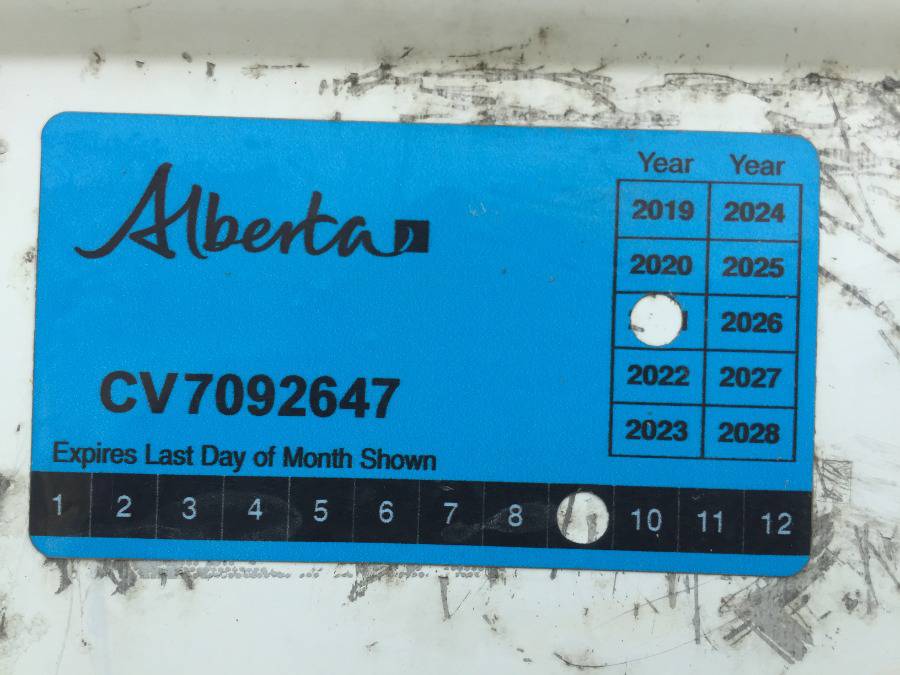 Alberta
Year Year
2019 2024
2020 2025
2026
2022 2027
2023 2028
CV7092647
Expires Last Day of Month Shown
1 2 3 4 5 6 7 8 10 11 12